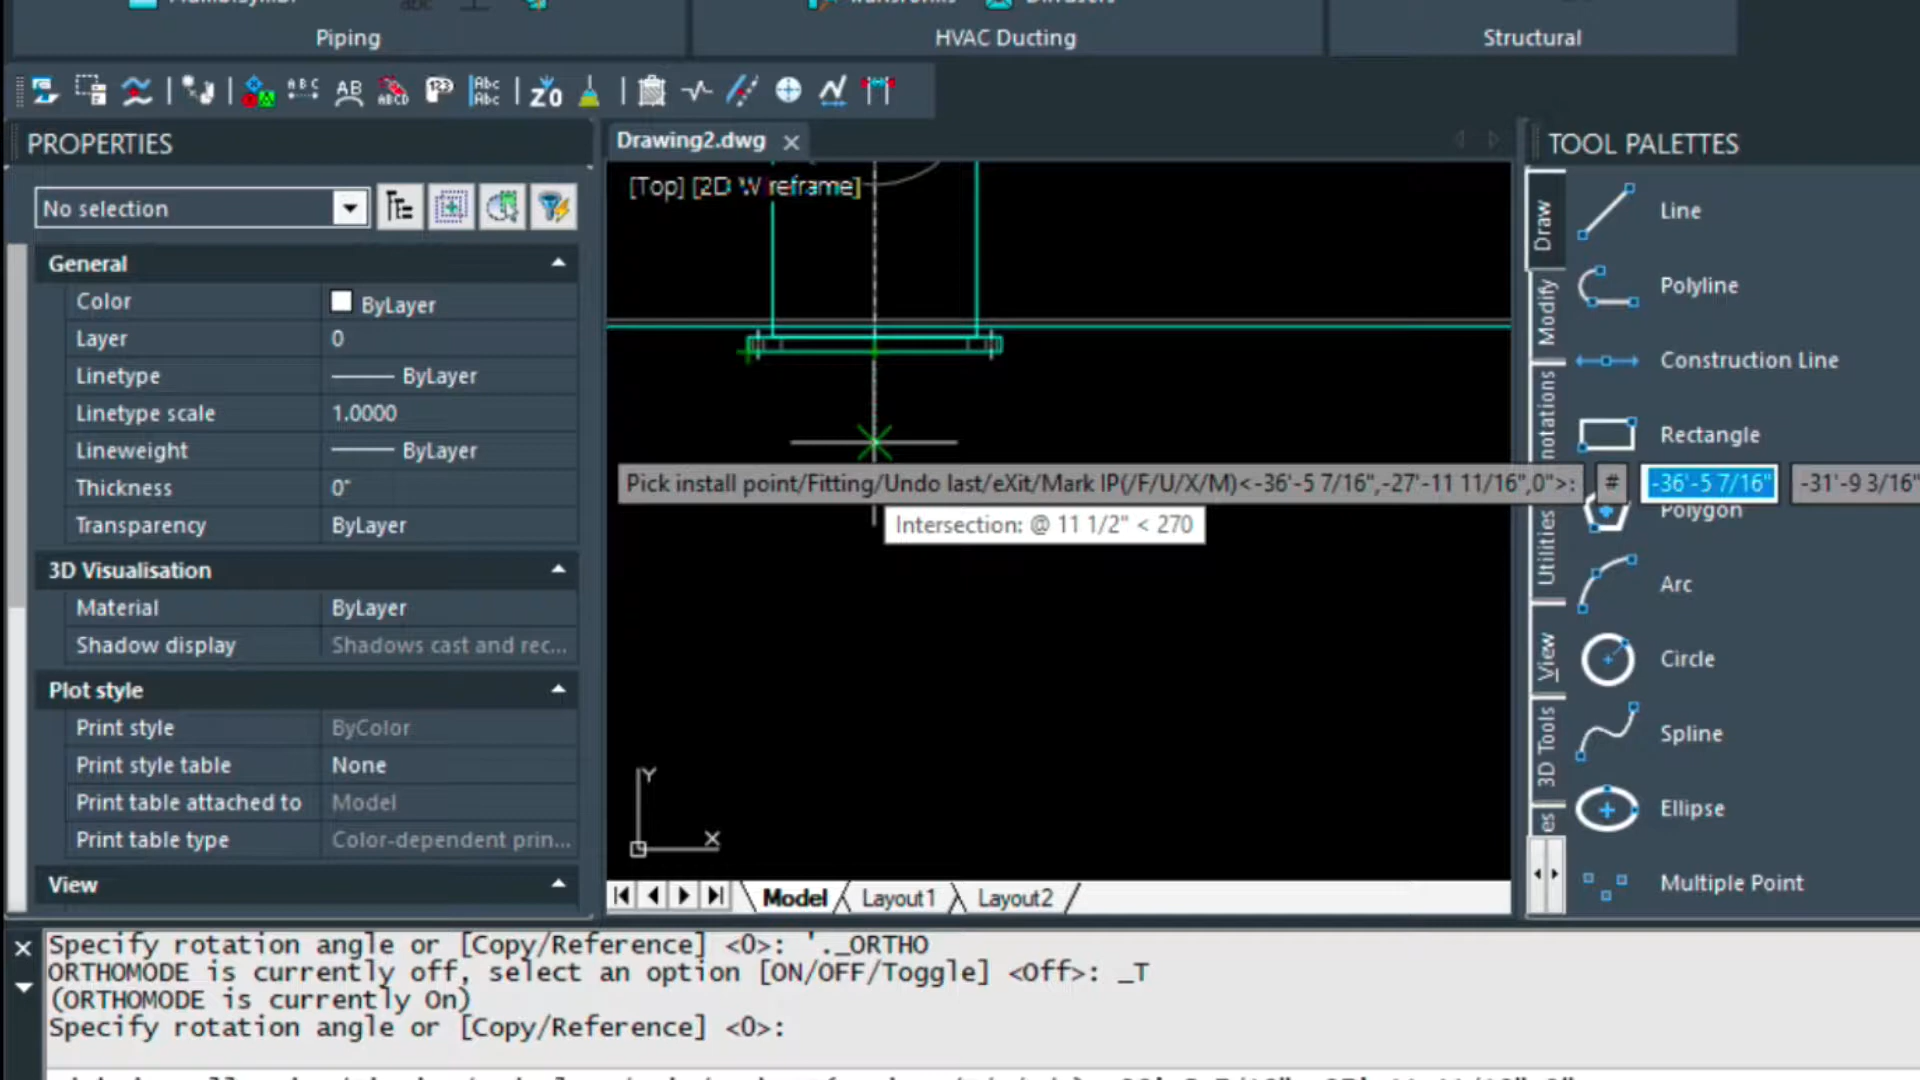 Piping
HVAC Ducting
Structural
PROPERTIES
Drawing2.dwg
TOOL PALETTES
No selection
[Top] [2D Wireframe]
General
Color
ByLayer
Layer
0
Linetype
ByLayer
Linetype scale
1.0000
Lineweight
ByLayer
Thickness
0"
Transparency
ByLayer
3D Visualisation
Material
ByLayer
Shadow display
Shadows cast and rec...
Plot style
Print style
ByColor
Print style table
None
Print table attached to
Model
Print table type
Color-dependent prin...
View
Pick install point/Fitting/Undo last/eXit/Mark IP(/F/U/X/M)<-36'-5 7/16",-27'-11 11/16",0">:
#
-36'-5 7/16"
-31'-9 3/16"
Intersection: @ 11 1/2" < 270
Y
X
Model
Layout1
Layout2
Draw
Modify
notations
Utilities
View
3D Tools
es
Line
Polyline
Construction Line
Rectangle
Polygon
Arc
Circle
Spline
Ellipse
Multiple Point
Specify rotation angle or [Copy/Reference] <0>: '._ORTHO
ORTHOMODE is currently off, select an option [ON/OFF/Toggle] <Off>: _T
(ORTHOMODE is currently On)
Specify rotation angle or [Copy/Reference] <0>: